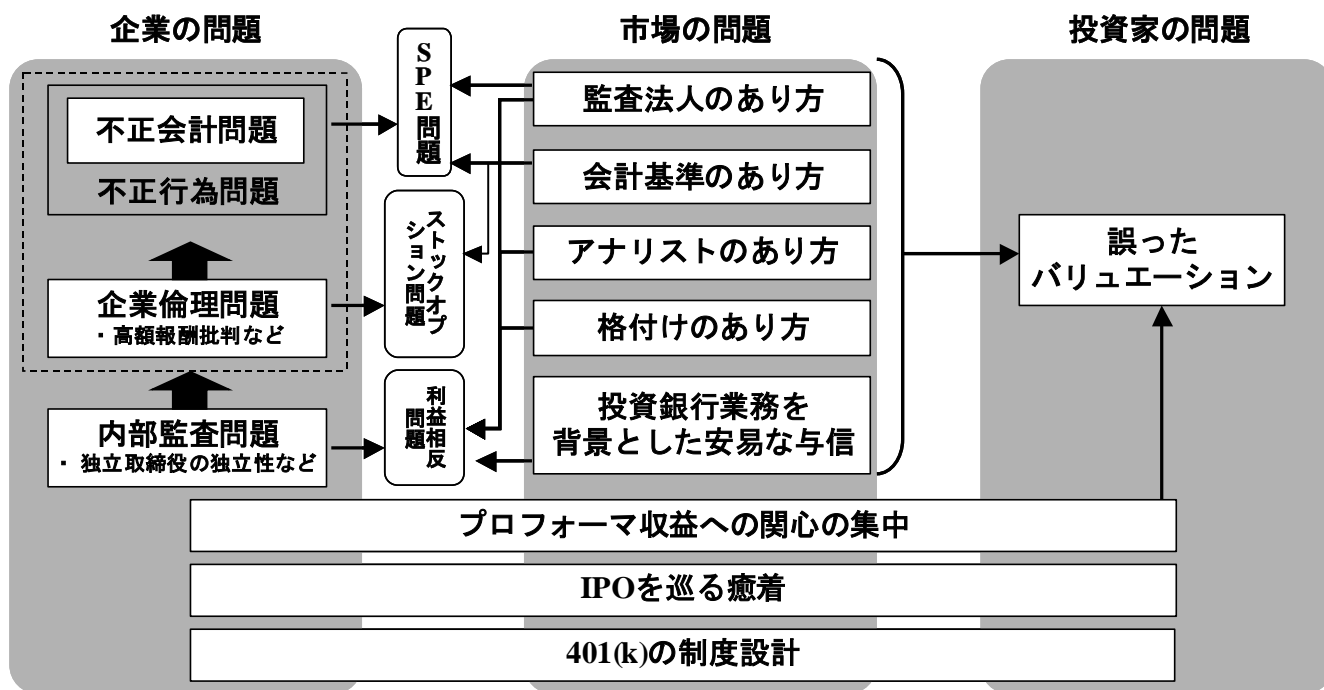 企業の問題
市場の問題
投資家の問題
不正会計問題
不正行為問題
企業倫理問題
・高額報酬批判など
内部監査問題
・ 独立取締役の独立性など
SPE問題
ストックオプ
ション問題
利益相反
問題
監査法人のあり方
会計基準のあり方
アナリストのあり方
格付けのあり方
投資銀行業務を
背景とした安易な与信
誤った
バリュエーション
プロフォーマ収益への関心の集中
IPOを巡る癒着
401(k)の制度設計